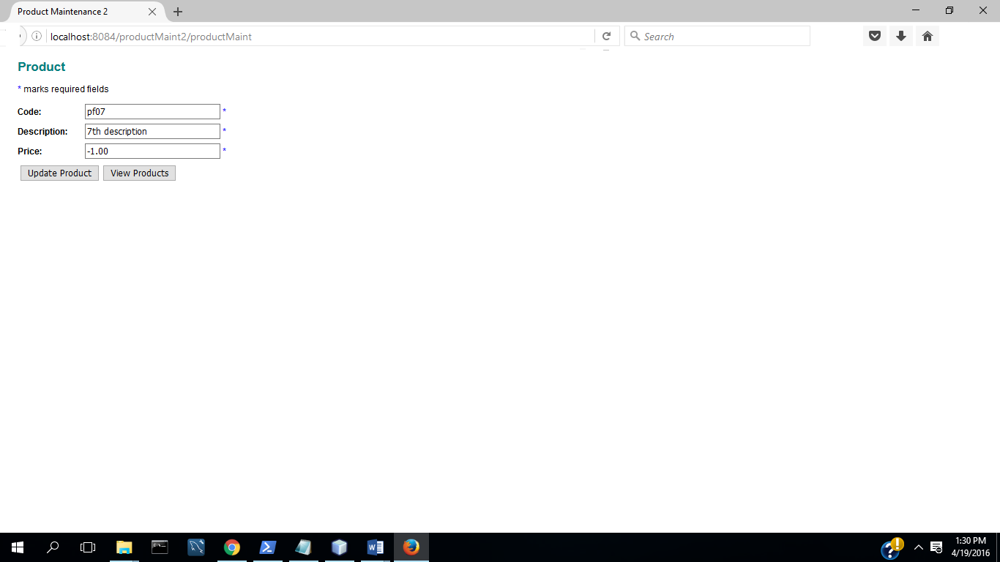 Product Maintenance 2
localhost:8084/productMaint2/productMaint
Search
Product
* marks required fields
Code: pf07 *
Description: 7th description *
Price: -1.00 *
Update Product View Products
1:30 PM
4/19/2016